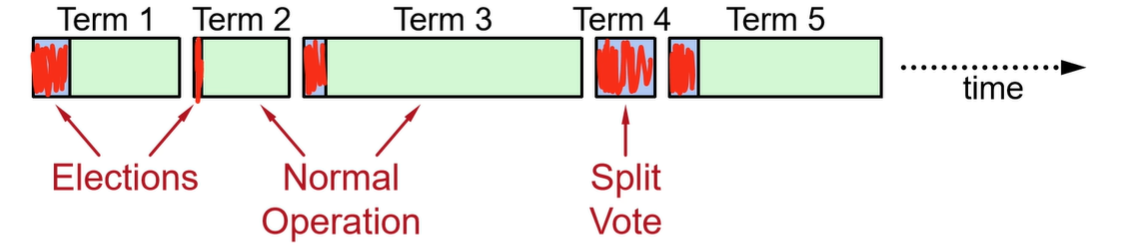 Term 1 Term 2 Term 3 Term 4 Term 5
time
Elections Normal Split
Operation Vote